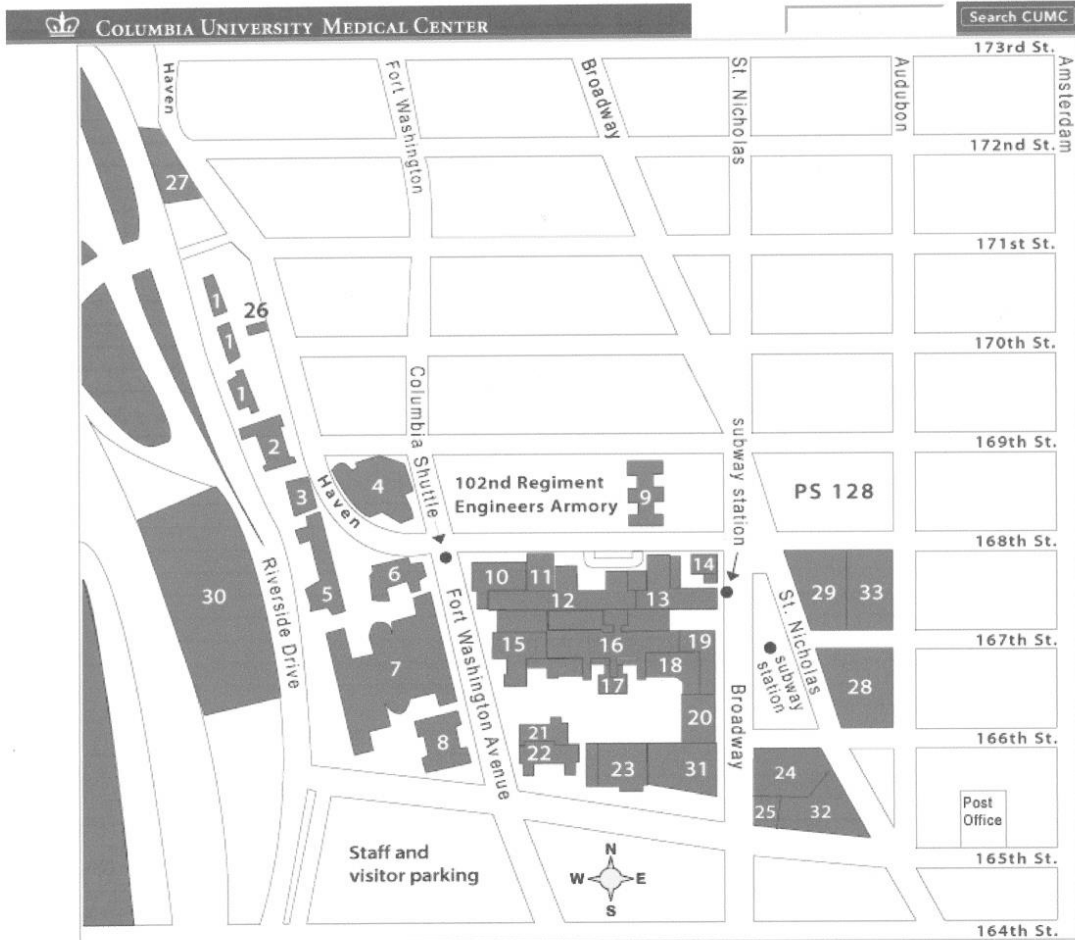 COLUMBIA UNIVERSITY MEDICAL CENTER
Search CUMC
173rd St.
Haven
Fort Washington
Broadway
St. Nicholas
Audubon
Amsterdam
172nd St.
27
171st St.
1
26
1
170th St.
1
Columbia Shuttle
2
subway station
169th St.
3
Haven
4
102nd Regiment
Engineers Armory
9
PS 128
168th St.
30
Riverside Drive
5
6
Fort Washington Avenue
10
11
12
13
14
29
33
St. Nicholas
167th St.
7
15
16
17
18
19
subway
station
28
20
Broadway
166th St.
8
21
22
23
31
24
25
32
Post
Office
165th St.
Staff and
visitor parking
N
W
E
S
164th St.